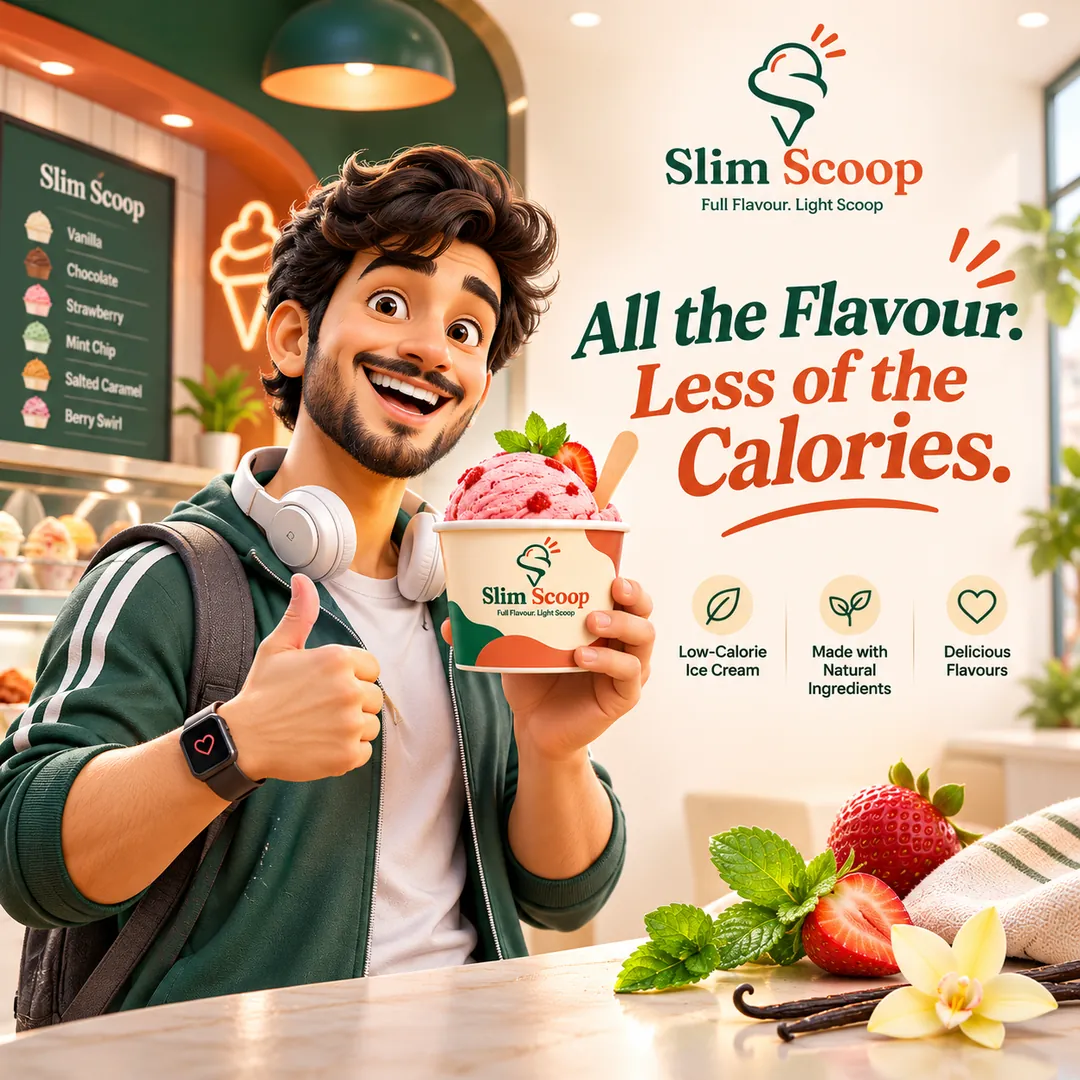 Slim Scoop
Vanilla
Chocolate
Strawberry
Mint Chip
Salted Caramel
Berry Swirl
Slim Scoop
Full Flavour. Light Scoop
All the Flavour.
Less of the
Calories.
Slim Scoop
Full Flavour. Light Scoop
Low-Calorie
Ice Cream
Made with
Natural
Ingredients
Delicious
Flavours